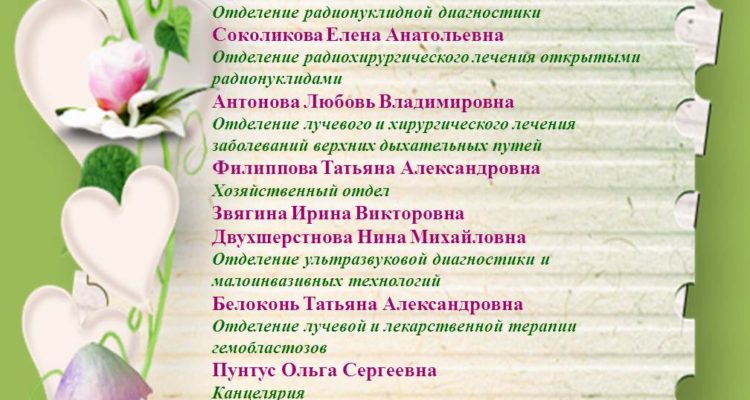 Отделение радионуклидной диагностики
Соколикова Елена Анатольевна
Отделение радиохирургического лечения открытыми
радионуклидами
Антонова Любовь Владимировна
Отделение лучевого и хирургического лечения
заболеваний верхних дыхательных путей
Филиппова Татьяна Александровна
Хозяйственный отдел
Звягина Ирина Викторовна
Двухшерстнова Нина Михайловна
Отделение ультразвуковой диагностики и
малоинвазивных технологий
Белоконь Татьяна Александровна
Отделение лучевой и лекарственной терапии
гемобластозов
Пунтус Ольга Сергеевна
Канцелярия